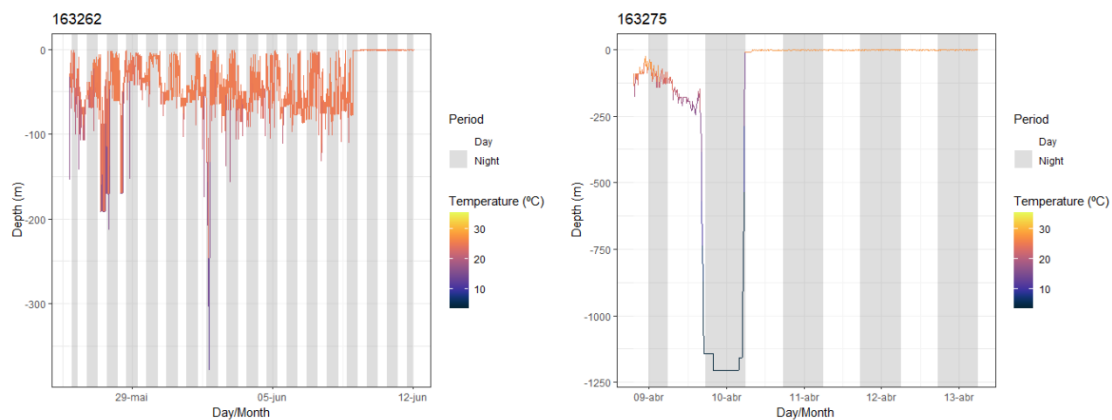 163262
0
-100
-200
-300
Depth (m)
29-mai
05-jun
12-jun
Day/Month
Period
Day
Night
Temperature (ºC)
30
20
10
163275
0
-250
-500
-750
-1000
-1250
Depth (m)
09-abr
10-abr
11-abr
12-abr
13-abr
Day/Month
Period
Day
Night
Temperature (ºC)
30
20
10